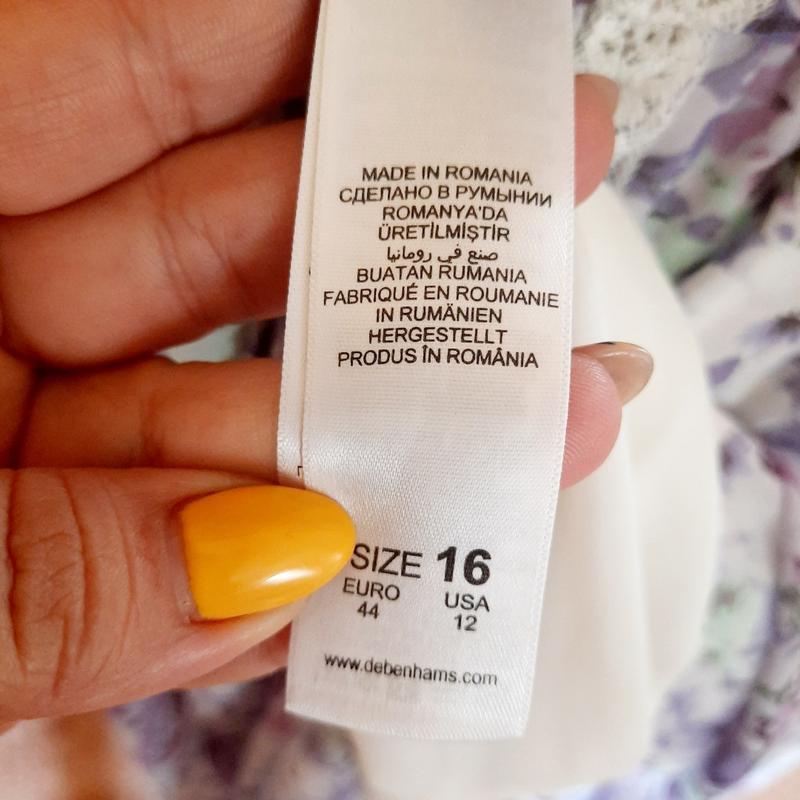 MADE IN ROMANIA
СДЕЛАНО В РУМЫНИИ
ROMANYA'DA
ÜRETİLMİŞTİR
صنع في رومانيا
BUATAN RUMANIA
FABRIQUÉ EN ROUMANIE
IN RUMÄNIEN
HERGESTELLT
PRODUS ÎN ROMÂNIA
SIZE 16
EURO USA
44 12
www.debenhams.com